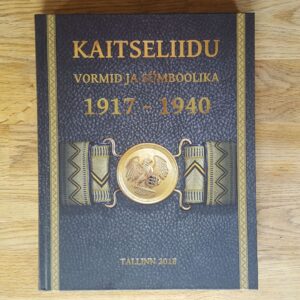 KAITSELIIDU
VORMID JA SÜMBOOLIKA
1917 - 1940
TALLINN 2018